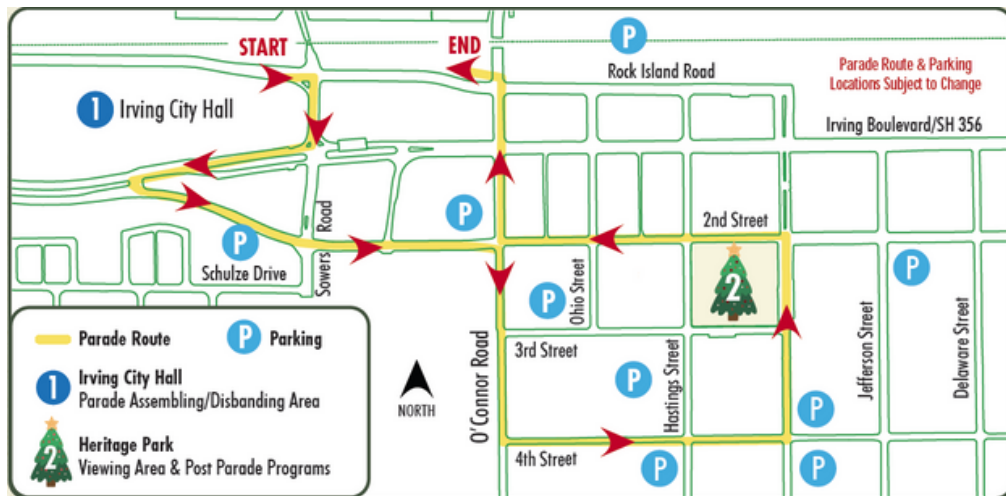 START
END
P
Rock Island Road
Parade Route & Parking
Locations Subject to Change
1 Irving City Hall
Irving Boulevard/SH 356
P
2nd Street
P
Schulze Drive
Sowers Road
2
P
P
Ohio Street
O'Connor Road
3rd Street
Hastings Street
P
Jefferson Street
Delaware Street
P
4th Street
P
P
NORTH
Parade Route
P Parking
1 Irving City Hall
Parade Assembling/Disbanding Area
2 Heritage Park
Viewing Area & Post Parade Programs